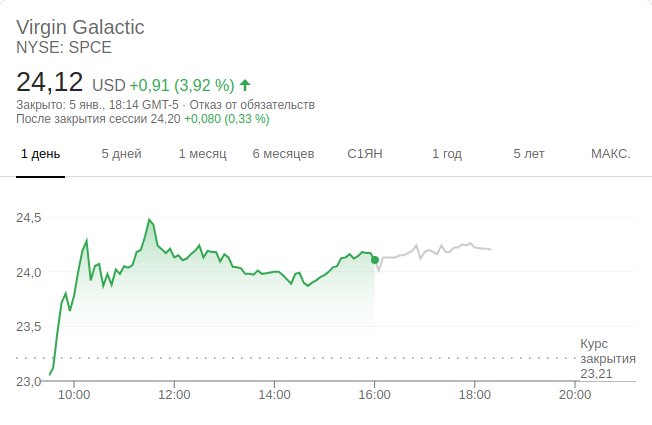 Virgin Galactic
NYSE: SPCE
24,12 USD +0,91 (3,92 %)
Закрыто: 5 янв., 18:14 GMT-5 · Отказ от обязательств
После закрытия сессии 24,20 +0,080 (0,33 %)
1 день 5 дней 1 месяц 6 месяцев С1ЯН 1 год 5 лет МАКС.
24,5
24,0
23,5
23,0
Курс
закрытия
23,21
10:00 12:00 14:00 16:00 18:00 20:00